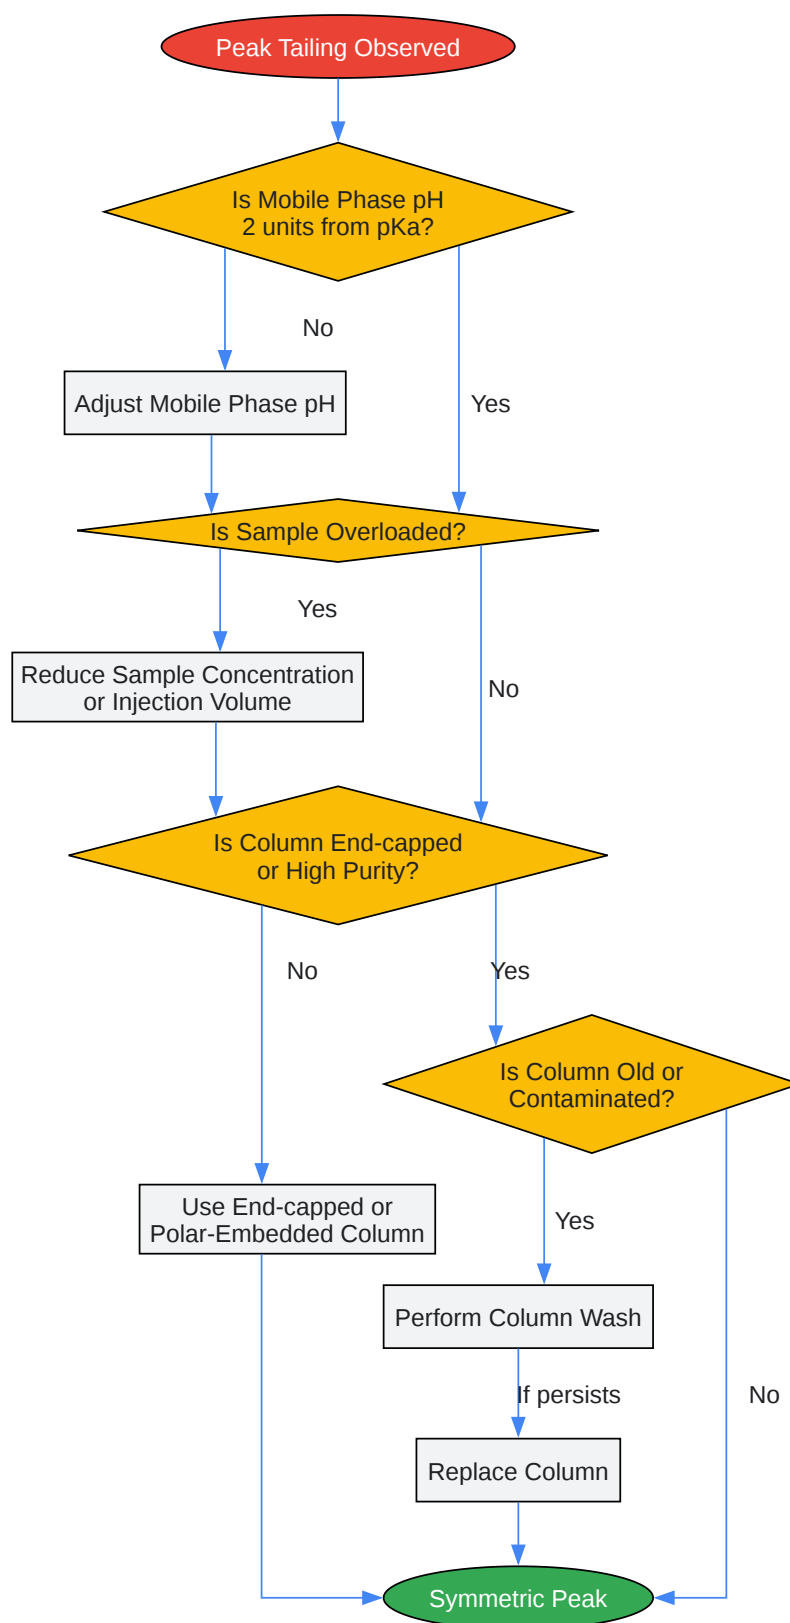 Peak Tailing Observed
Is Mobile Phase pH
2 units from pKa?
No
Adjust Mobile Phase pH
Yes
Is Sample Overloaded?
Yes
Reduce Sample Concentration
or Injection Volume
No
Is Column End-capped
or High Purity?
No
Yes
Is Column Old or
Contaminated?
Use End-capped or
Polar-Embedded Column
Yes
Perform Column Wash
If persists
No
Replace Column
Symmetric Peak